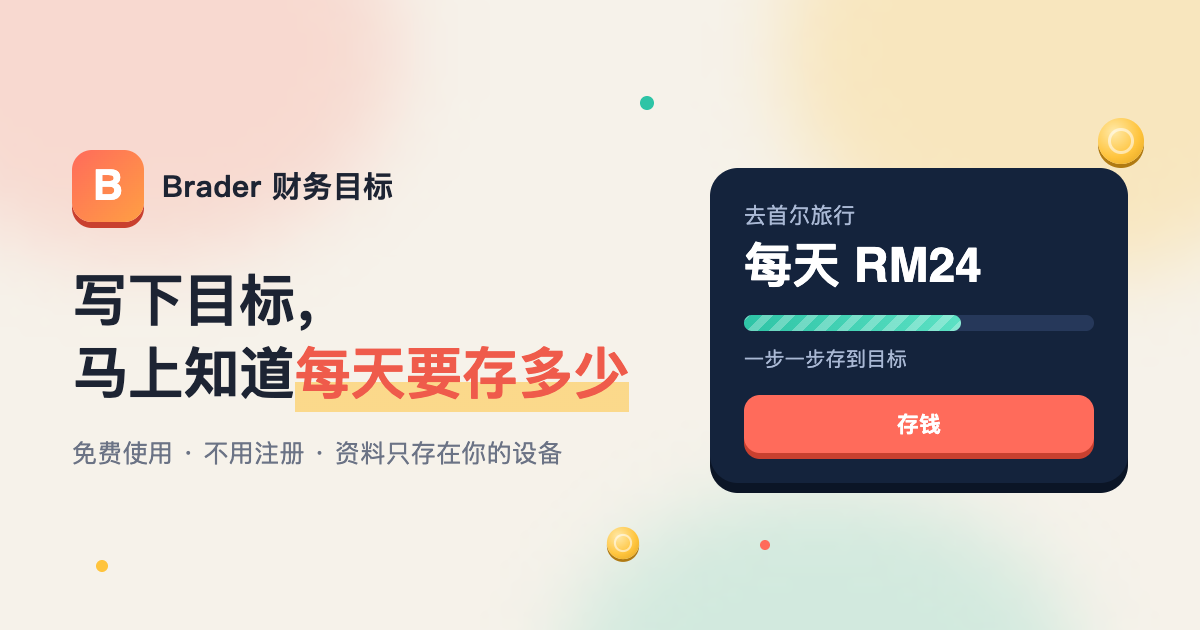 B
Brader 财务目标
写下目标，
马上知道每天要存多少
免费使用 · 不用注册 · 资料只存在你的设备
去首尔旅行
每天 RM24
一步一步存到目标
存钱